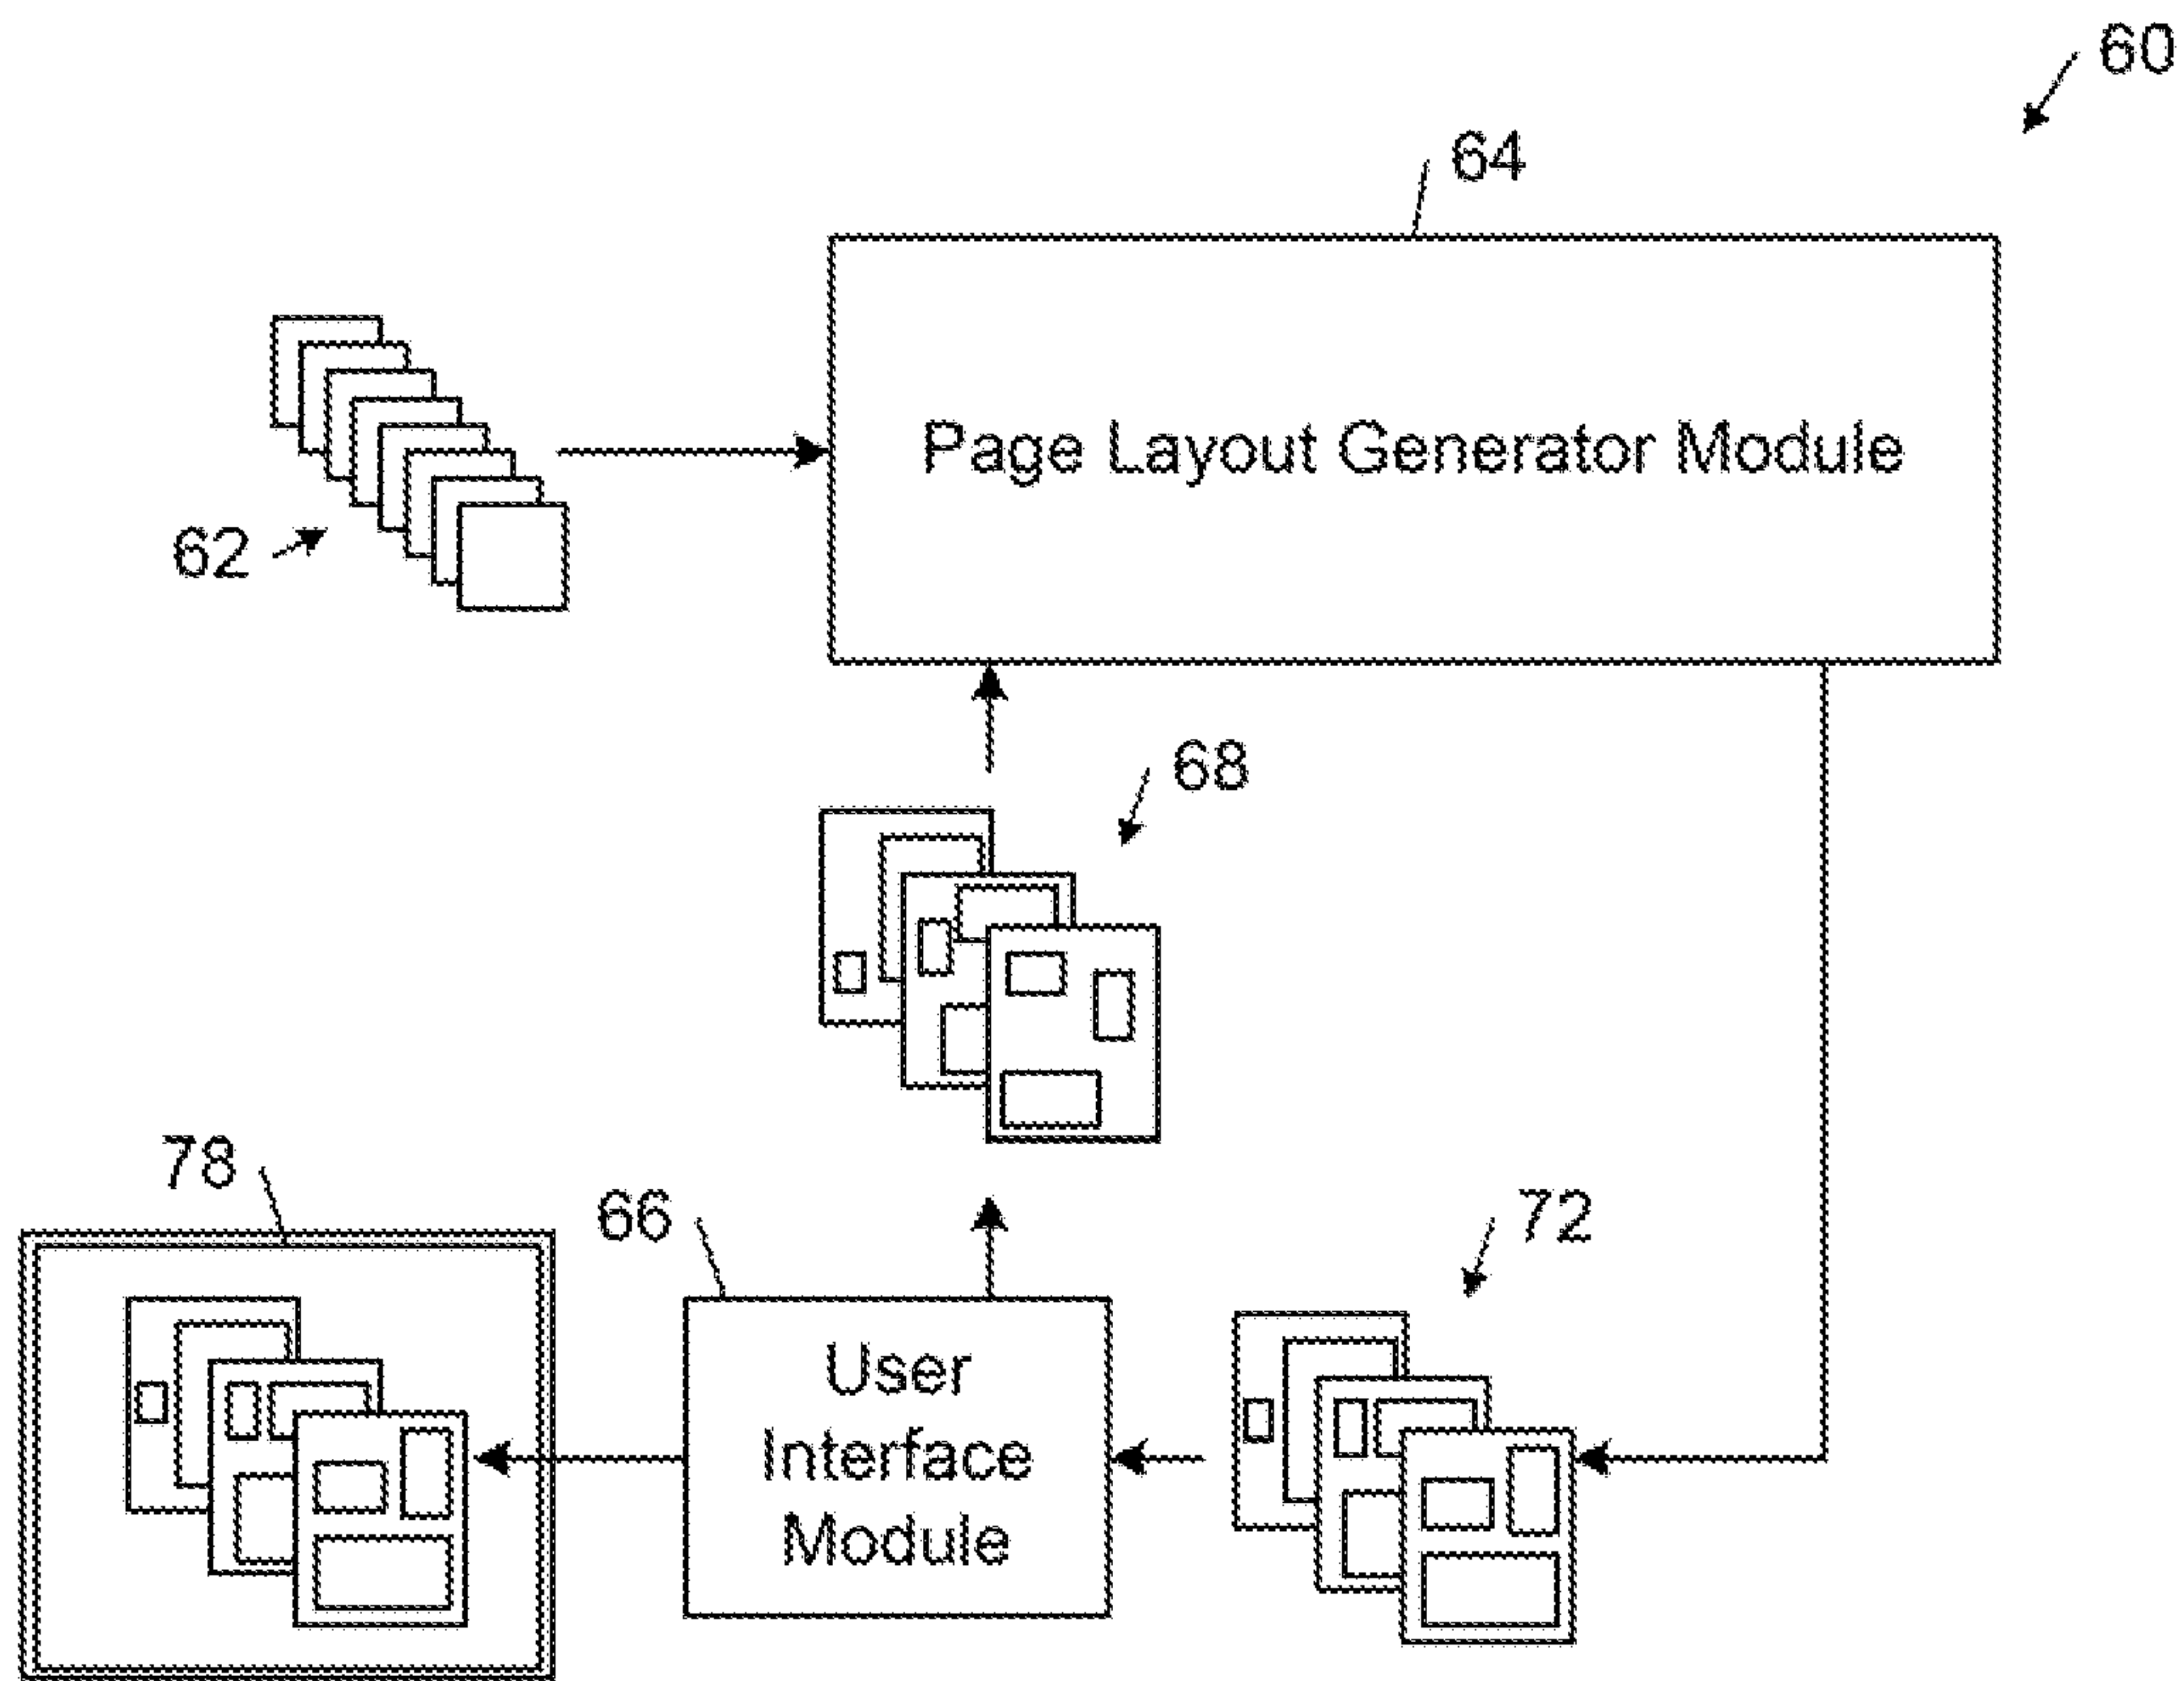 60
64
Page Layout Generator Module
62
68
78
66
72
User
Interface
Module